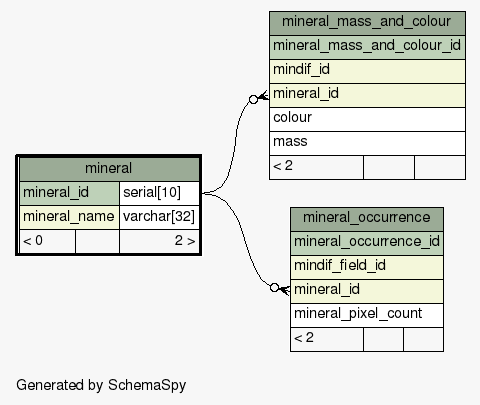 mineral_mass_and_colour
mineral_mass_and_colour_id
mindif_id
mineral_id
colour
mass
< 2
mineral
mineral_id serial[10]
mineral_name varchar[32]
< 0 2 >
mineral_occurrence
mineral_occurrence_id
mindif_field_id
mineral_id
mineral_pixel_count
< 2
Generated by SchemaSpy